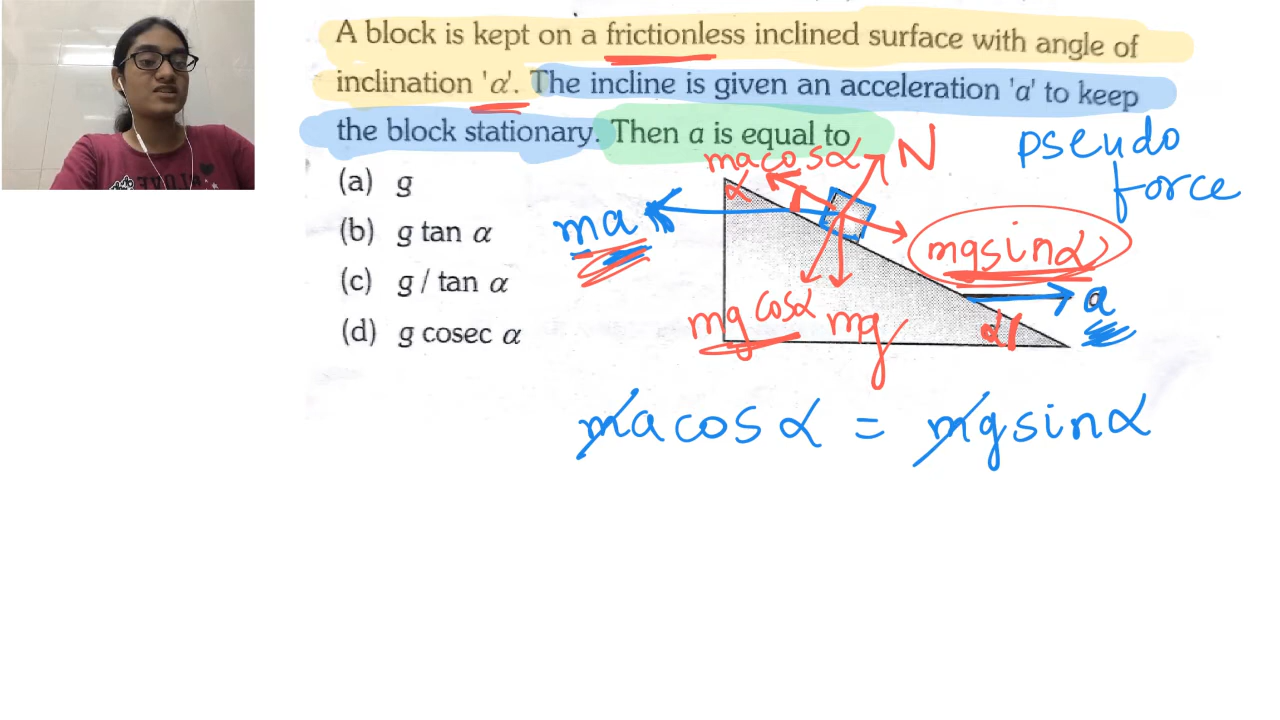 A block is kept on a frictionless inclined surface with angle of
inclination 'α'. The incline is given an acceleration 'a' to keep
the block stationary. Then a is equal to
(a) g
(b) g tan α
(c) g / tan α
(d) g cosec α
pseudo
force
macosα
N
α
ma
mgsinα
a
mg cosα
mg
α
macosα = mgsinα